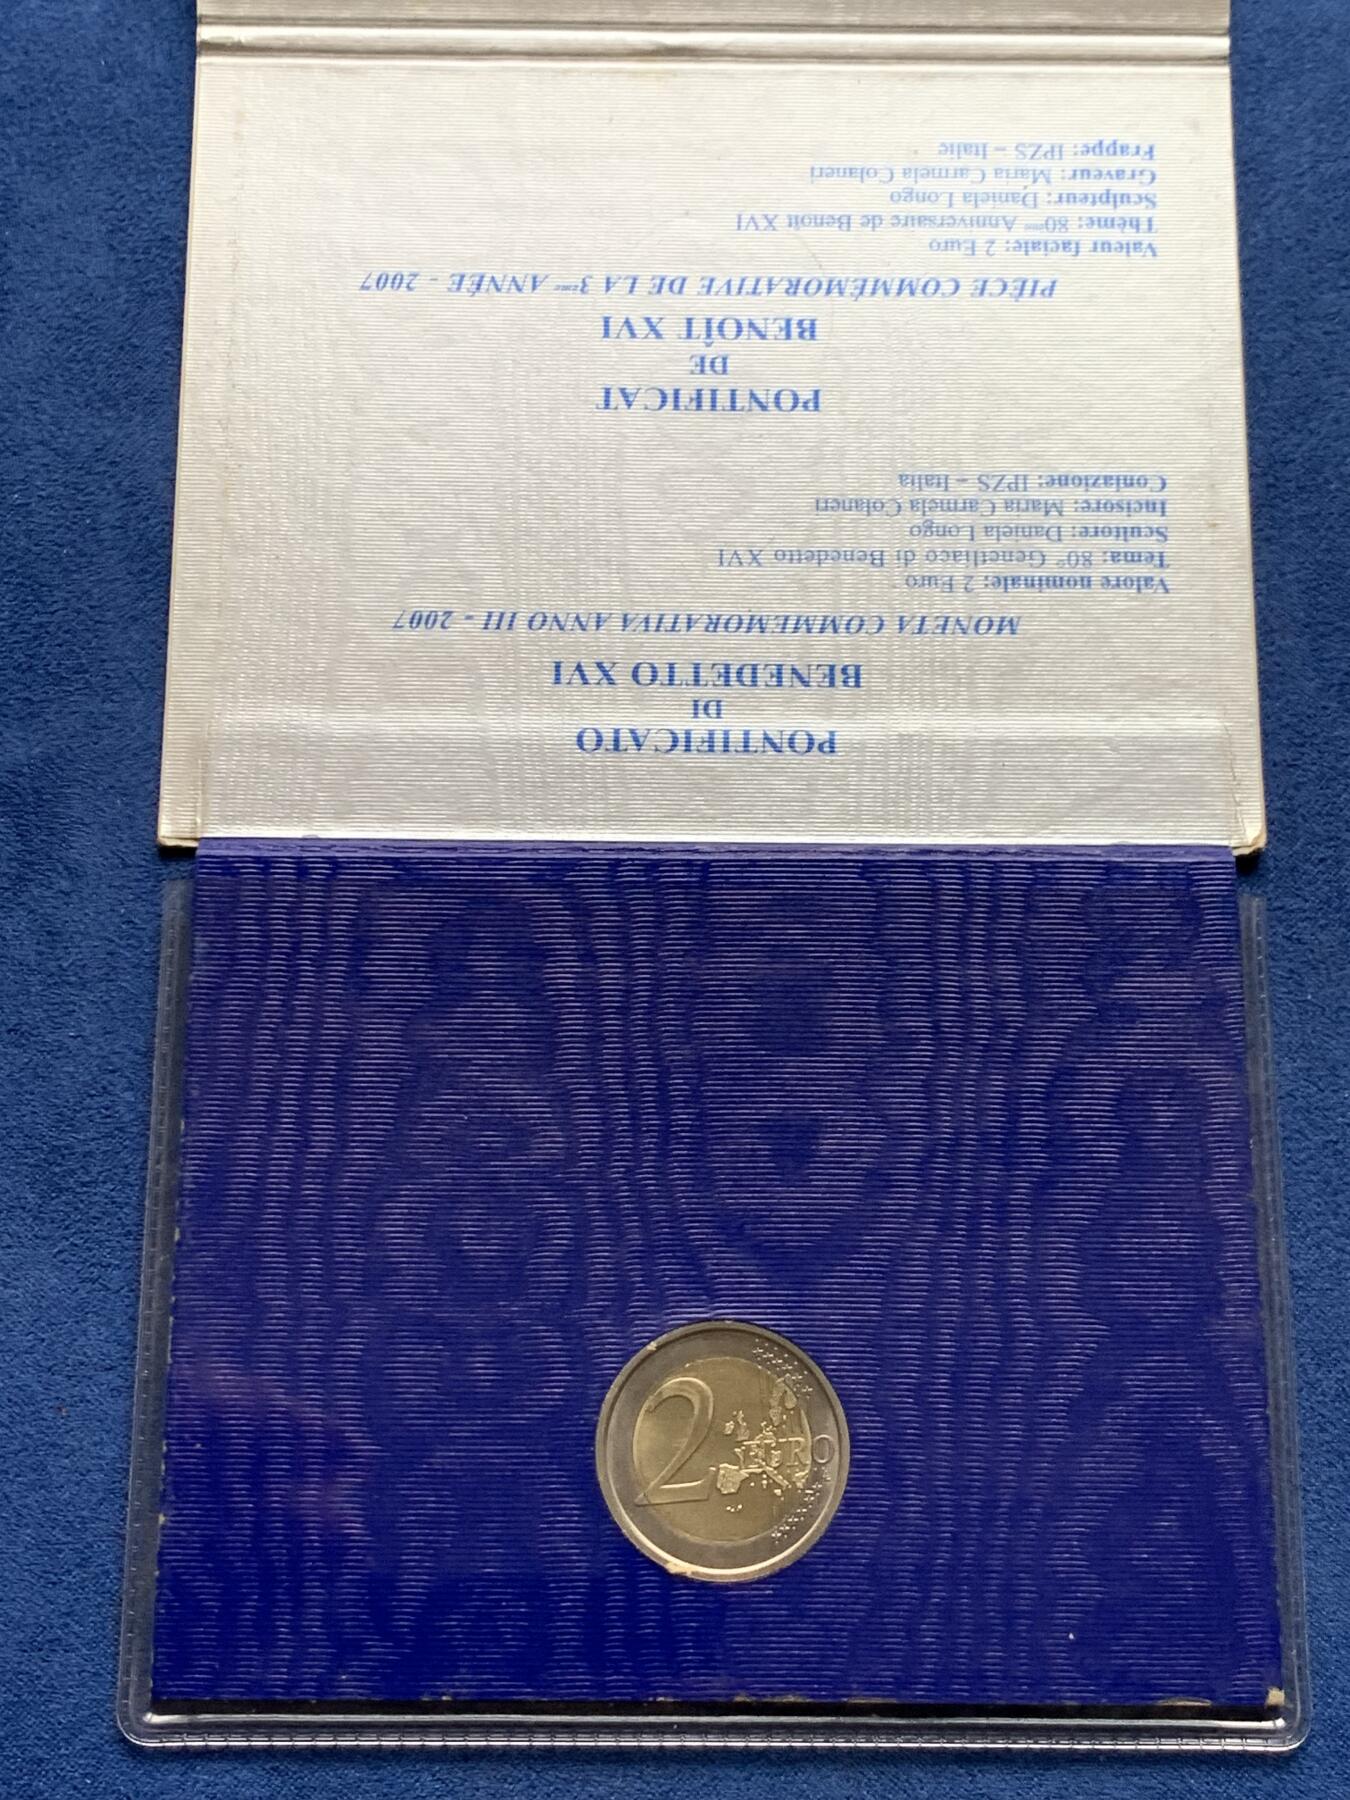 PONTIFICATO
DI
BENEDETTO XVI
MONETA COMMEMORATIVA ANNO III - 2007
Valore nominale: 2 Euro
Tema: 80° Genetliaco di Benedetto XVI
Scultore: Daniela Longo
Incisore: Maria Carmela Colaneri
Coniazione: IPZS – Italia
PONTIFICAT
DE
BENOÎT XVI
PIÈCE COMMÉMORATIVE DE LA 3ème ANNÉE - 2007
Valeur faciale: 2 Euro
Thème: 80ème Anniversaire de Benoît XVI
Sculpteur: Daniela Longo
Graveur: Maria Carmela Colaneri
Frappe: IPZS – Italie
2 EURO